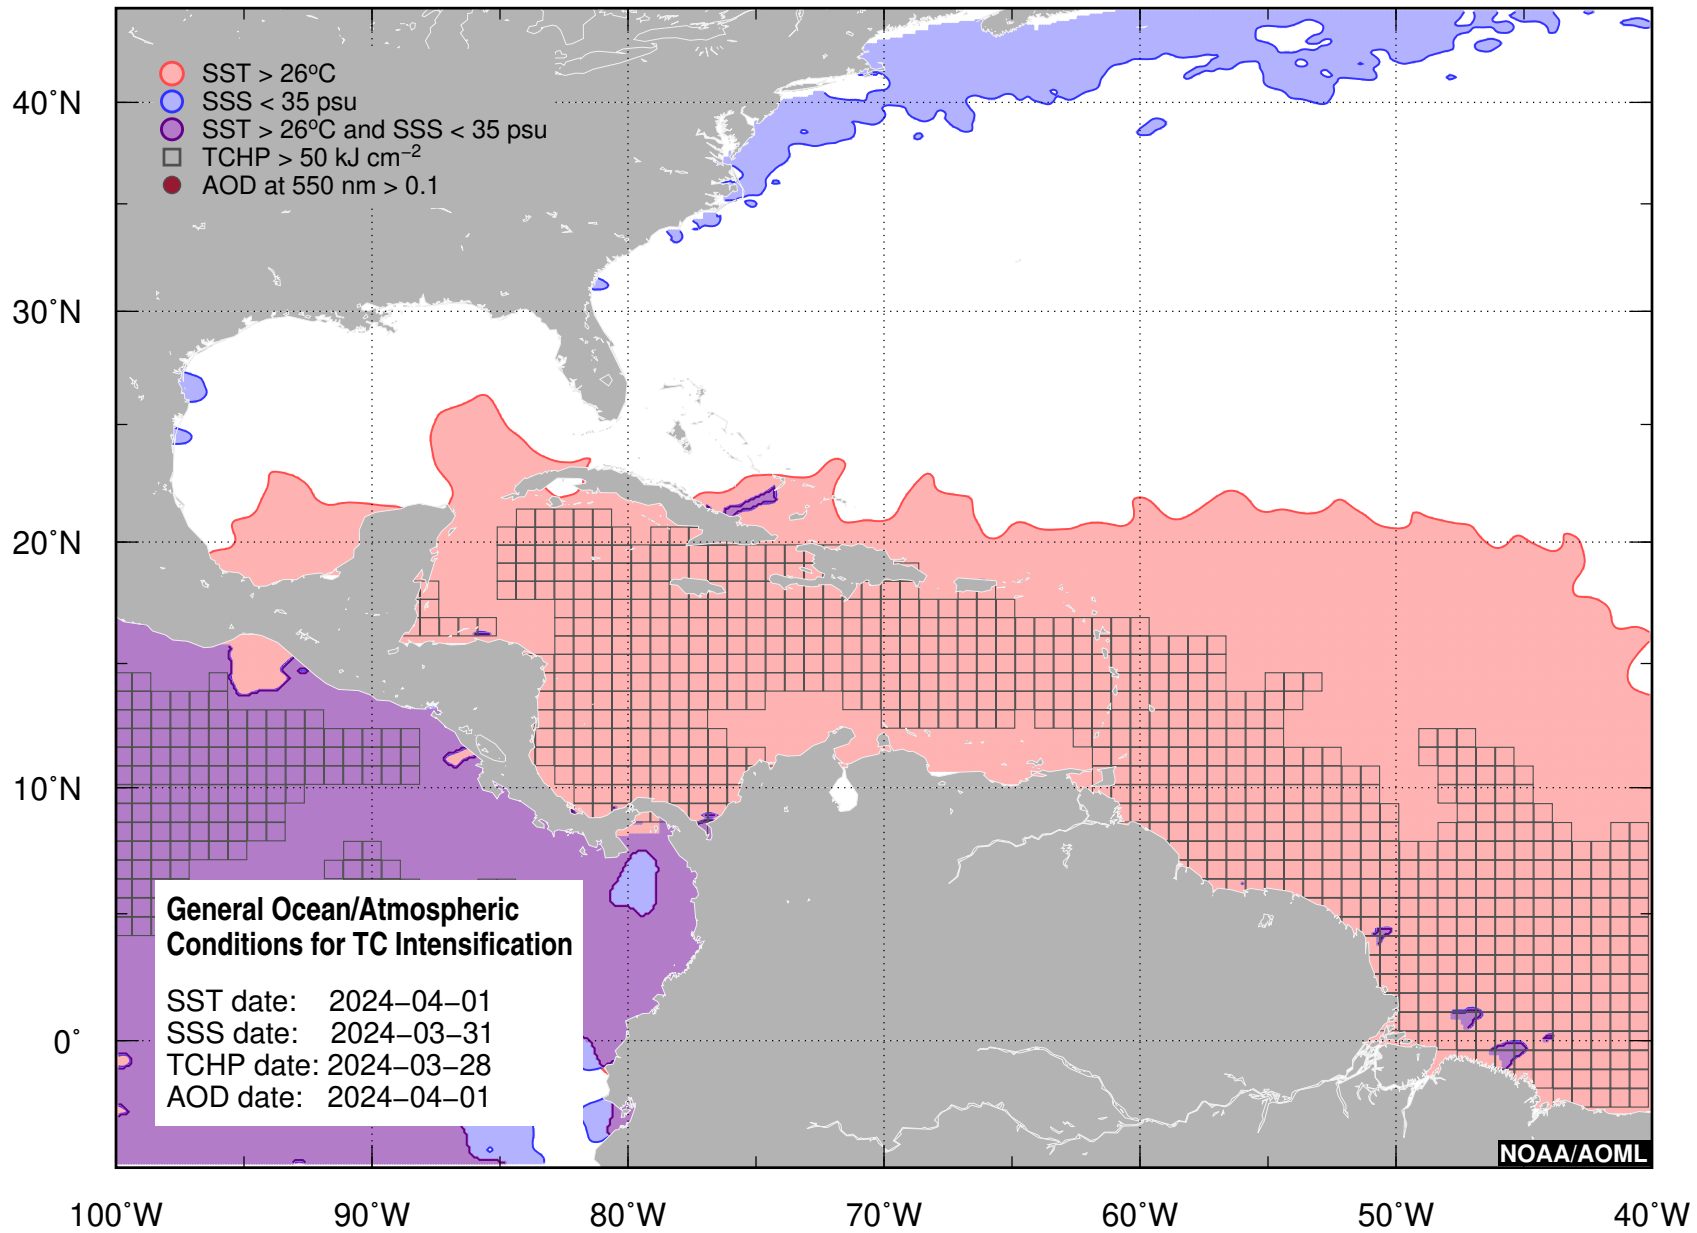 SST > 26°C
SSS < 35 psu
SST > 26°C and SSS < 35 psu
TCHP > 50 kJ cm⁻²
AOD at 550 nm > 0.1
40°N
30°N
20°N
10°N
0°
General Ocean/Atmospheric
Conditions for TC Intensification
SST date: 2024−04−01
SSS date: 2024−03−31
TCHP date: 2024−03−28
AOD date: 2024−04−01
NOAA/AOML
100°W 90°W 80°W 70°W 60°W 50°W 40°W